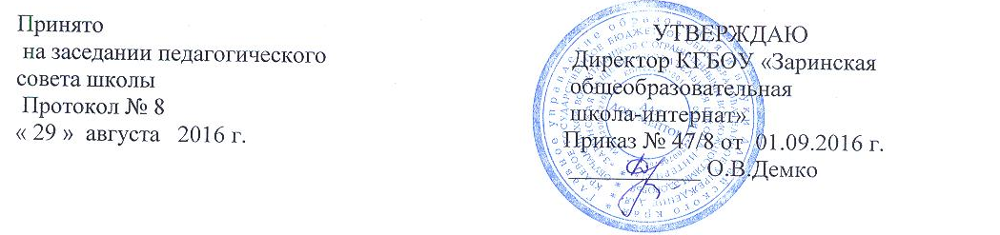 Принято
на заседании педагогического
совета школы
Протокол № 8
« 29 » августа 2016 г.
УТВЕРЖДАЮ
Директор КГБОУ «Заринская
общеобразовательная
школа-интернат»
Приказ № 47/8 от 01.09.2016 г.
____________ О.В.Демко